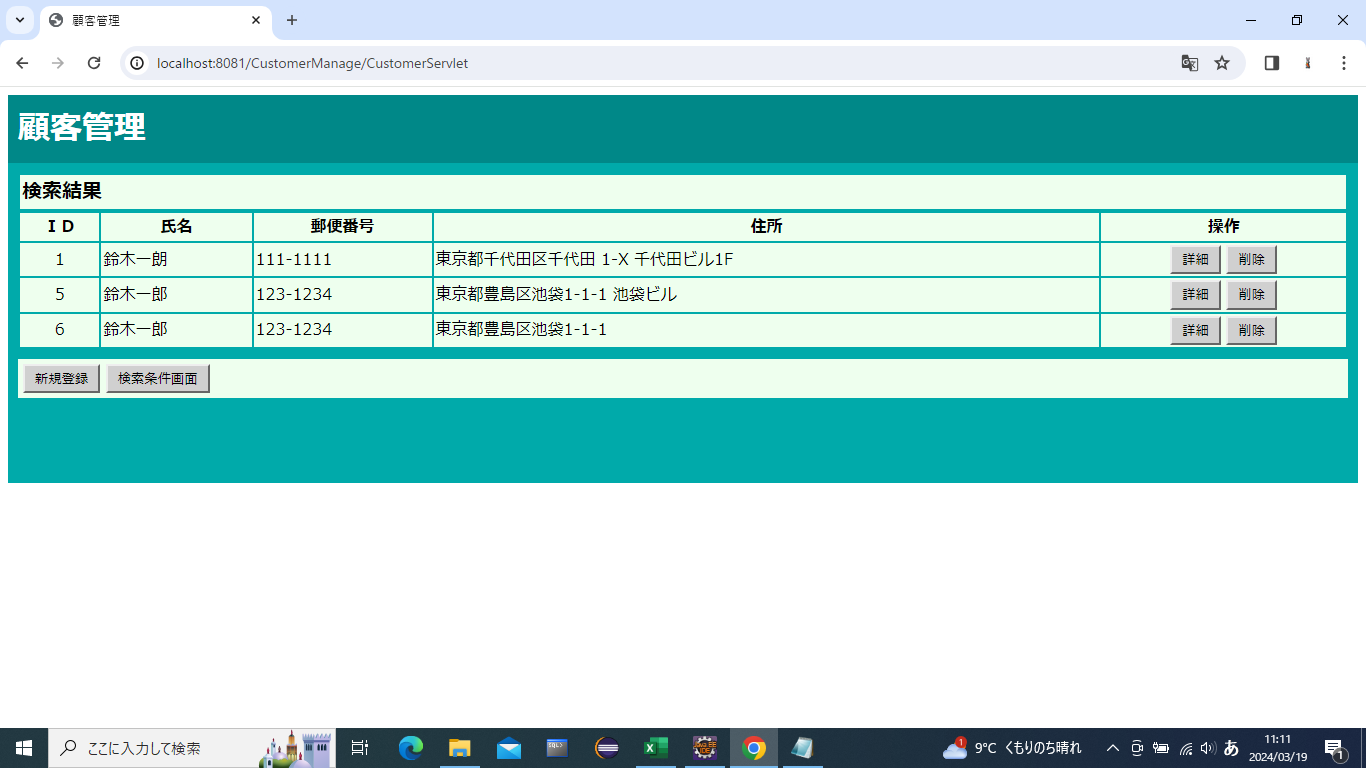 顧客管理
localhost:8081/CustomerManage/CustomerServlet
顧客管理
検索結果
ＩＤ 氏名 郵便番号 住所 操作
1 鈴木一朗 111-1111 東京都千代田区千代田 1-X 千代田ビル1F 詳細 削除
5 鈴木一郎 123-1234 東京都豊島区池袋1-1-1 池袋ビル 詳細 削除
6 鈴木一郎 123-1234 東京都豊島区池袋1-1-1 詳細 削除
新規登録 検索条件画面
ここに入力して検索
1
9°C くもりのち晴れ
あ
11:11
2024/03/19
1